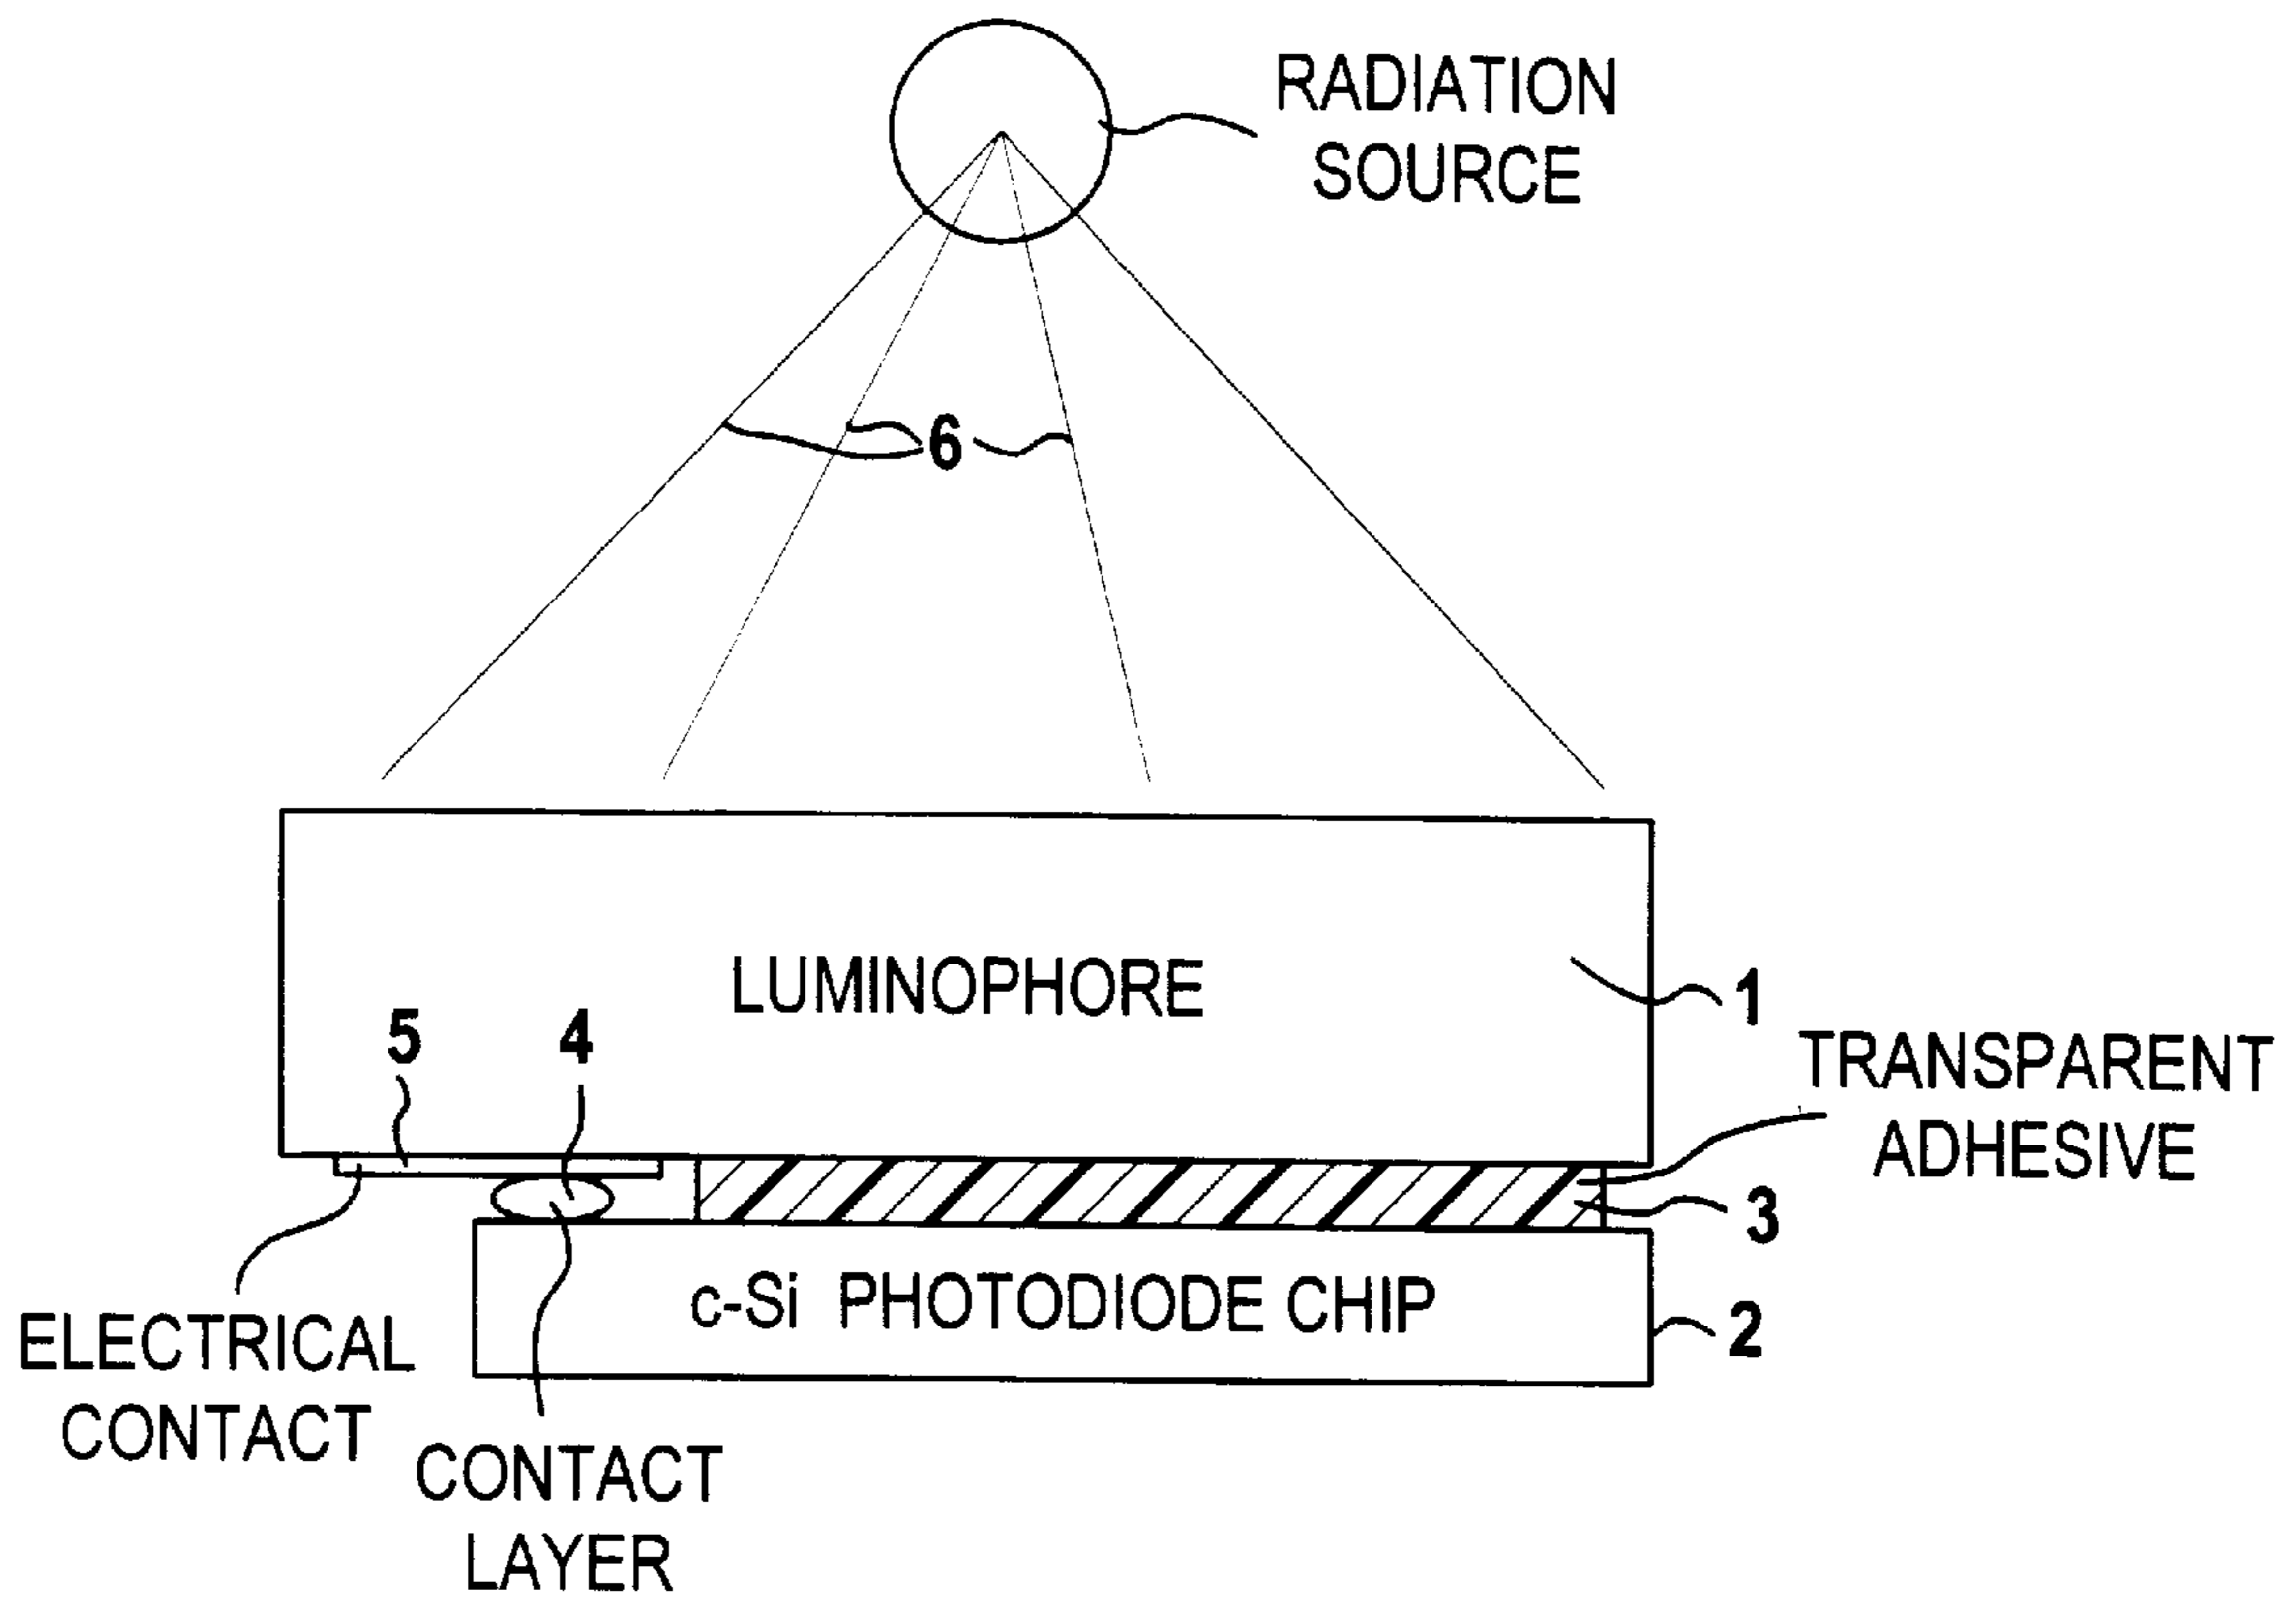 RADIATION
SOURCE
6
LUMINOPHORE
1
5
4
TRANSPARENT
ADHESIVE
3
c-Si PHOTODIODE CHIP
2
ELECTRICAL
CONTACT
CONTACT
LAYER